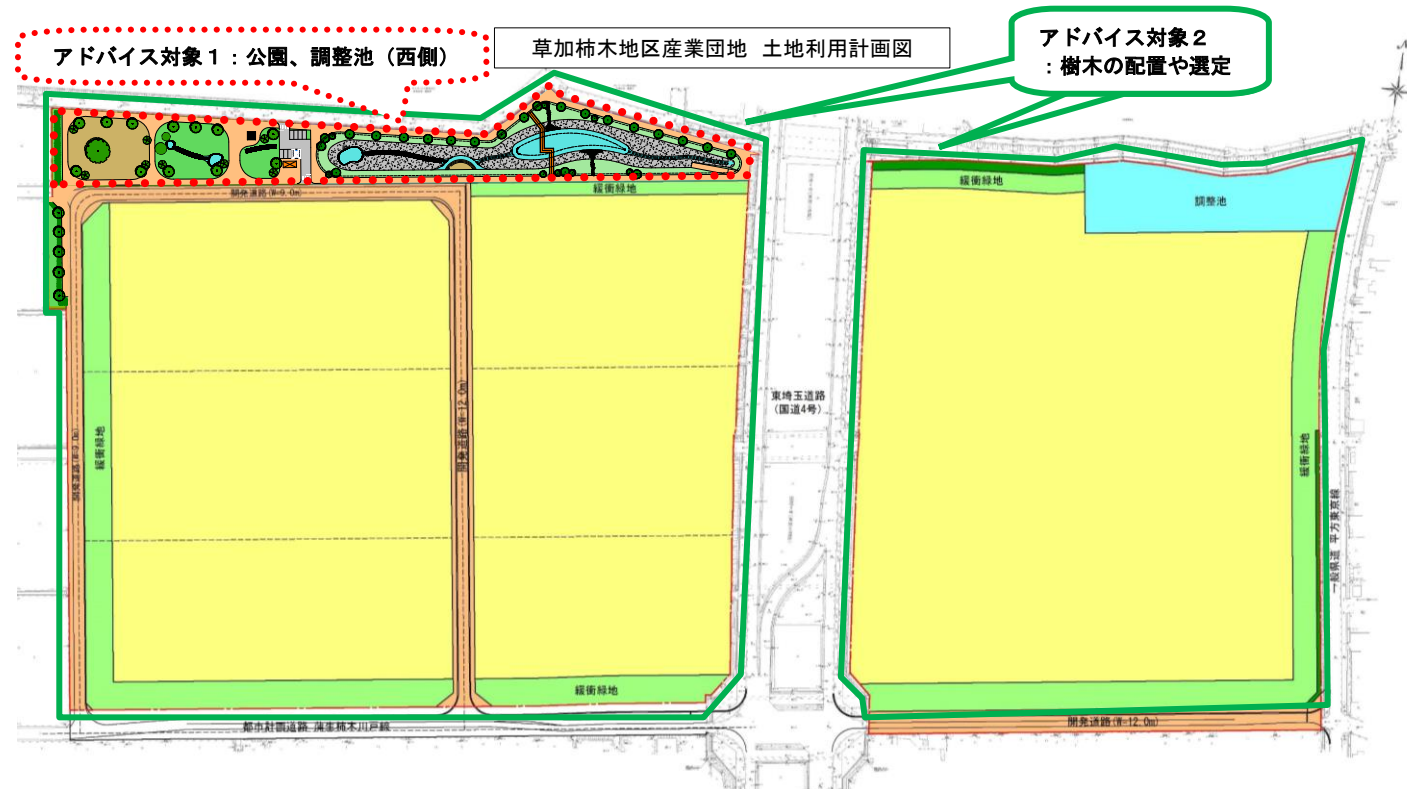 アドバイス対象１：公園、調整池（西側）
草加柿木地区産業団地 土地利用計画図
アドバイス対象２
：樹木の配置や選定
開発道路(W=9.0m)
緩衝緑地
緩衝緑地
調整池
東埼玉道路
（国道4号）
開発道路(W=9.0m)
緩衝緑地
開発道路(W=12.0m)
緩衝緑地
一般県道 平方東京線
緩衝緑地
都市計画道路 蒲生柿木川戸線
開発道路(W=12.0m)